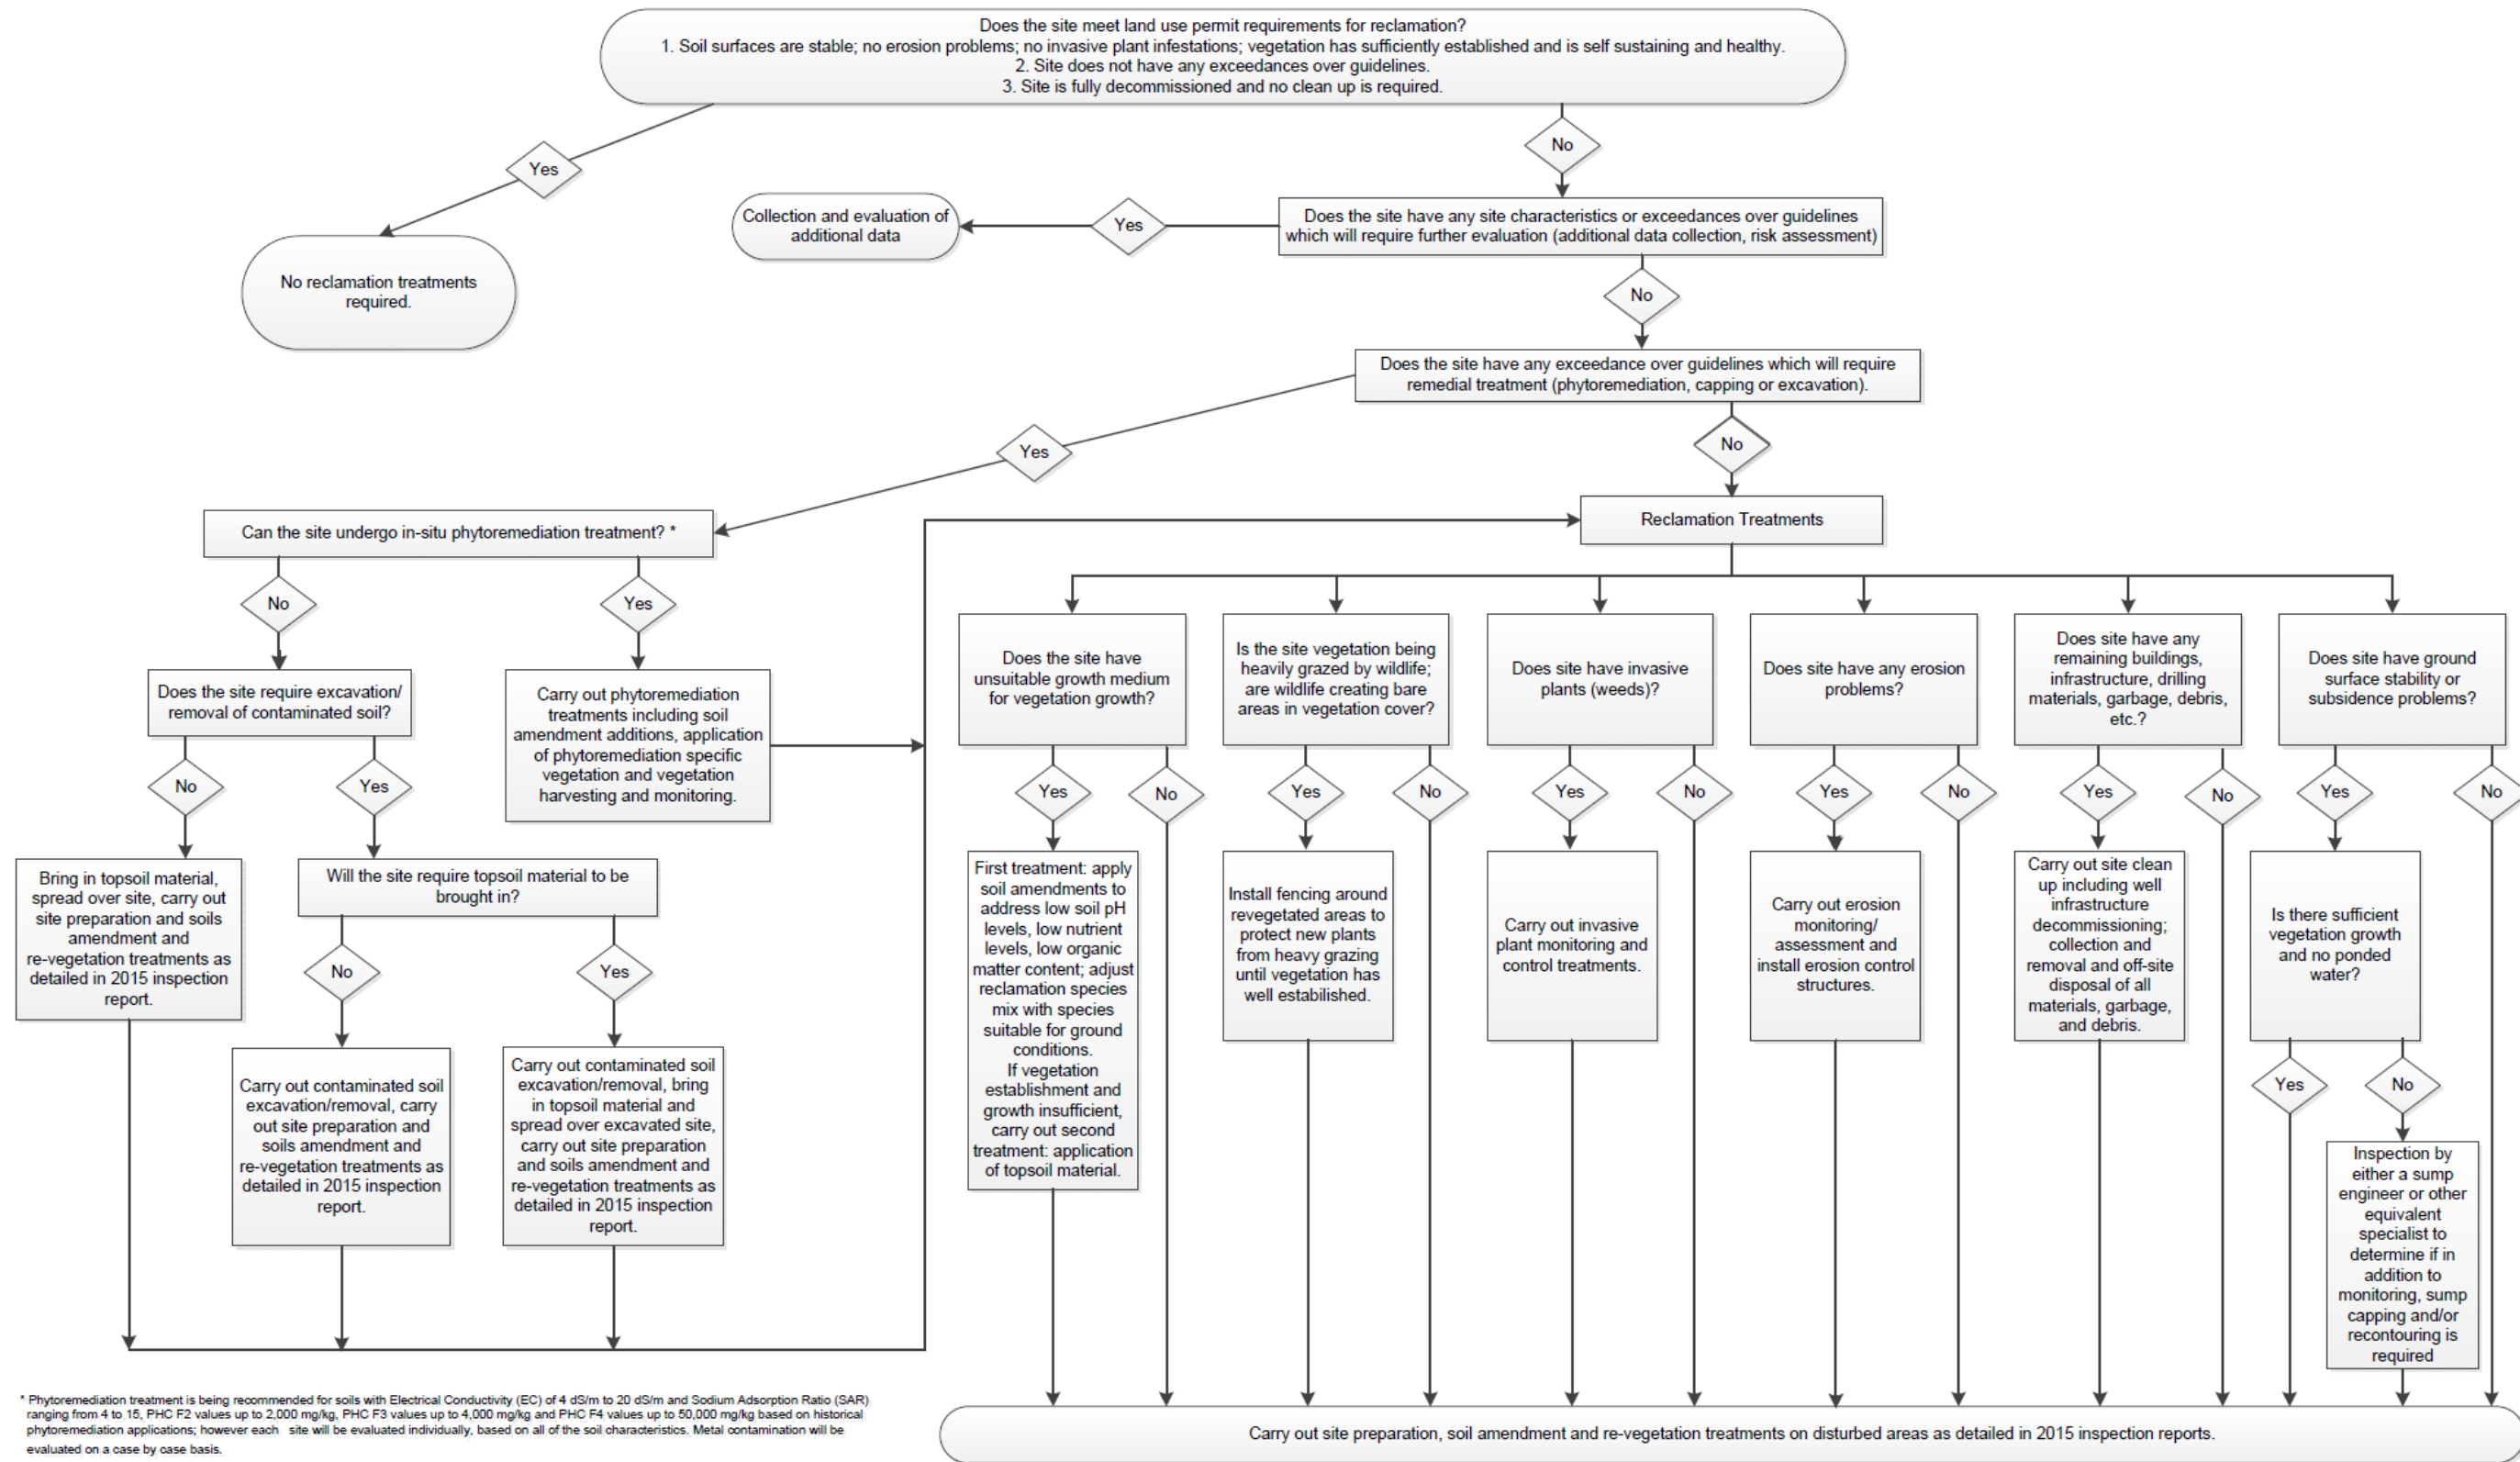 Does the site meet land use permit requirements for reclamation?
1. Soil surfaces are stable; no erosion problems; no invasive plant infestations; vegetation has sufficiently established and is self sustaining and healthy.
2. Site does not have any exceedances over guidelines.
3. Site is fully decommissioned and no clean up is required.
Yes
No
No reclamation treatments
required.
Collection and evaluation of
additional data
Yes
Does the site have any site characteristics or exceedances over guidelines
which will require further evaluation (additional data collection, risk assessment)
No
Does the site have any exceedance over guidelines which will require
remedial treatment (phytoremediation, capping or excavation).
Yes
No
Can the site undergo in-situ phytoremediation treatment? *
Reclamation Treatments
No
Yes
Does the site require excavation/
removal of contaminated soil?
Carry out phytoremediation
treatments including soil
amendment additions, application
of phytoremediation specific
vegetation and vegetation
harvesting and monitoring.
No
Yes
Bring in topsoil material,
spread over site, carry out
site preparation and soils
amendment and
re-vegetation treatments as
detailed in 2015 inspection
report.
Will the site require topsoil material to be
brought in?
No
Yes
Carry out contaminated soil
excavation/removal, carry
out site preparation and
soils amendment and
re-vegetation treatments as
detailed in 2015 inspection
report.
Carry out contaminated soil
excavation/removal, bring
in topsoil material and
spread over excavated site,
carry out site preparation
and soils amendment and
re-vegetation treatments as
detailed in 2015 inspection
report.
Does the site have
unsuitable growth medium
for vegetation growth?
Yes
No
First treatment: apply
soil amendments to
address low soil pH
levels, low nutrient
levels, low organic
matter content; adjust
reclamation species
mix with species
suitable for ground
conditions.
If vegetation
establishment and
growth insufficient,
carry out second
treatment: application
of topsoil material.
Is the site vegetation being
heavily grazed by wildlife;
are wildlife creating bare
areas in vegetation cover?
Yes
No
Install fencing around
revegetated areas to
protect new plants
from heavy grazing
until vegetation has
well estabilished.
Does site have invasive
plants (weeds)?
Yes
No
Carry out invasive
plant monitoring and
control treatments.
Does site have any erosion
problems?
Yes
No
Carry out erosion
monitoring/
assessment and
install erosion control
structures.
Does site have any
remaining buildings,
infrastructure, drilling
materials, garbage, debris,
etc.?
Yes
No
Carry out site clean
up including well
infrastructure
decommissioning;
collection and
removal and off-site
disposal of all
materials, garbage,
and debris.
Does site have ground
surface stability or
subsidence problems?
Yes
No
Is there sufficient
vegetation growth
and no ponded
water?
Yes
No
Inspection by
either a sump
engineer or other
equivalent
specialist to
determine if in
addition to
monitoring, sump
capping and/or
recontouring is
required
Carry out site preparation, soil amendment and re-vegetation treatments on disturbed areas as detailed in 2015 inspection reports.
* Phytoremediation treatment is being recommended for soils with Electrical Conductivity (EC) of 4 dS/m to 20 dS/m and Sodium Adsorption Ratio (SAR)
ranging from 4 to 15, PHC F2 values up to 2,000 mg/kg, PHC F3 values up to 4,000 mg/kg and PHC F4 values up to 50,000 mg/kg based on historical
phytoremediation applications; however each site will be evaluated individually, based on all of the soil characteristics. Metal contamination will be
evaluated on a case by case basis.